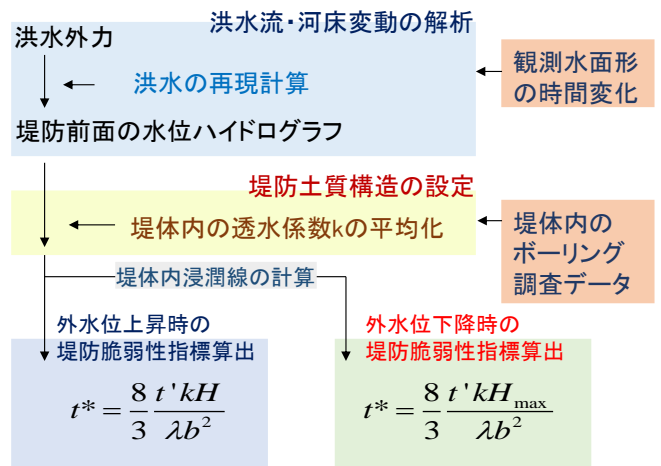 洪水流・河床変動の解析
洪水外力
洪水の再現計算
観測水面形
の時間変化
堤防前面の水位ハイドログラフ
堤防土質構造の設定
堤体内の透水係数kの平均化
堤体内の
ボーリング
調査データ
堤体内浸潤線の計算
外水位上昇時の
堤防脆弱性指標算出
t* = 8/3 t'kH/λb²
外水位下降時の
堤防脆弱性指標算出
t* = 8/3 t'kH_max/λb²